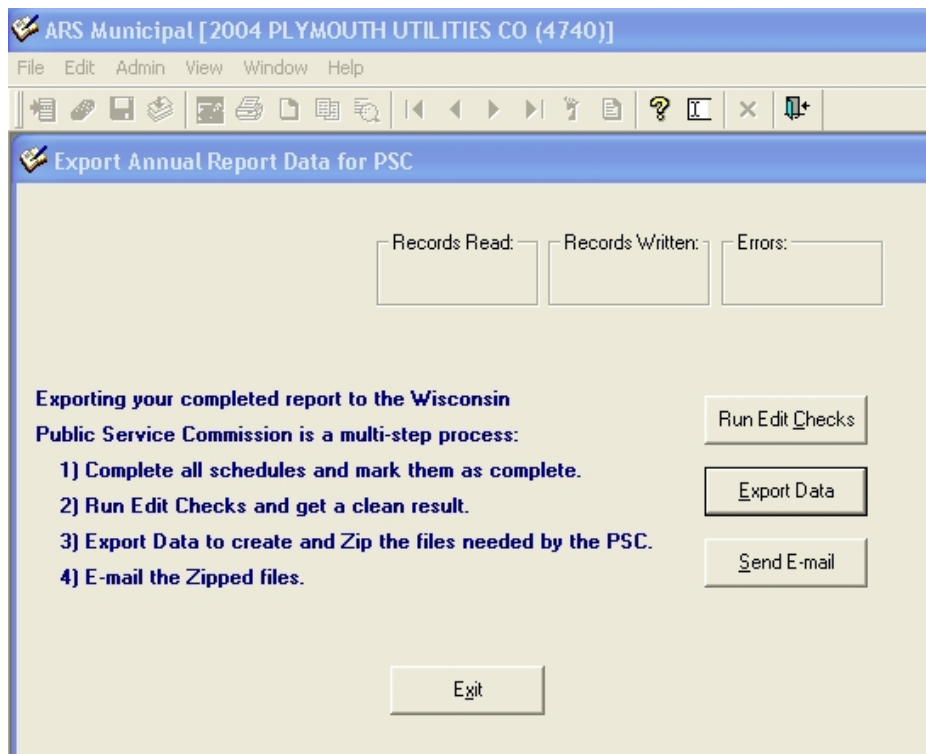 ARS Municipal [2004 PLYMOUTH UTILITIES CO (4740)]
File Edit Admin View Window Help
Export Annual Report Data for PSC
Records Read: Records Written: Errors:
Exporting your completed report to the Wisconsin
Public Service Commission is a multi-step process:
1) Complete all schedules and mark them as complete.
2) Run Edit Checks and get a clean result.
3) Export Data to create and Zip the files needed by the PSC.
4) E-mail the Zipped files.
Run Edit Checks
Export Data
Send E-mail
Exit